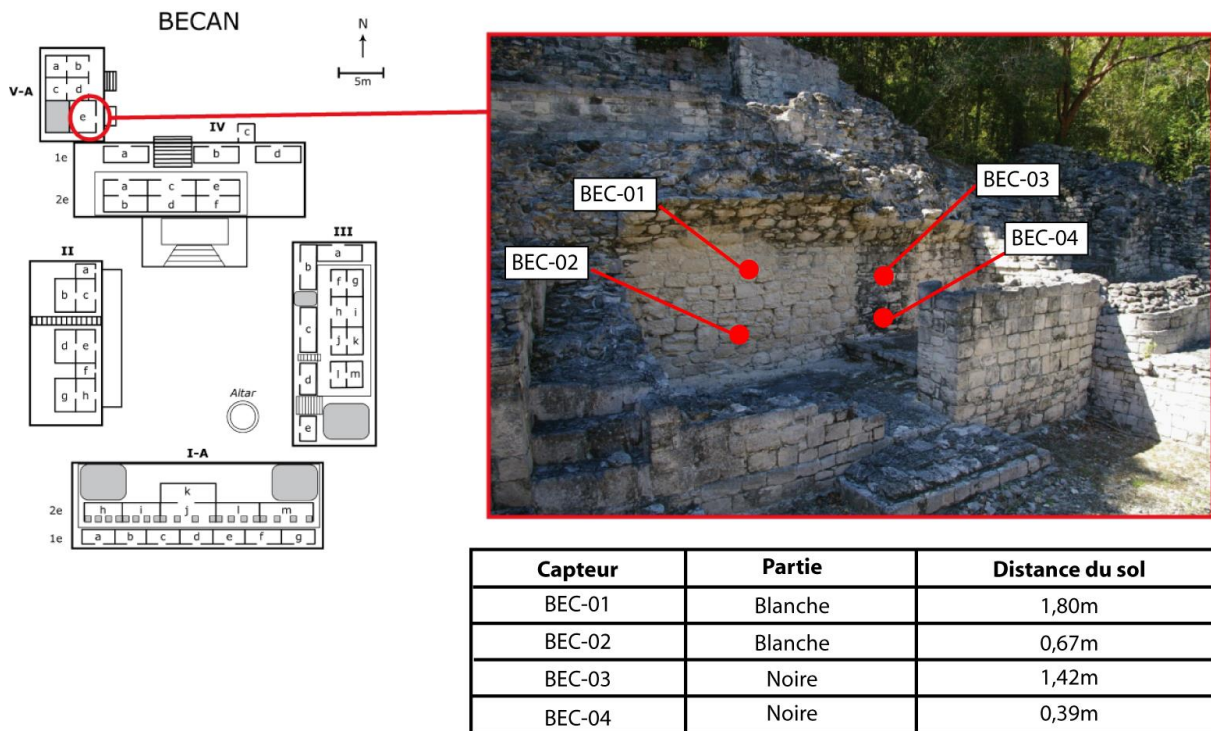 BECAN
N
5m
V-A
a b
c d
e
IV
c
1e a b d
2e a c e
b d f
II
a
b c
d e
f
g h
III
a
b
f g
h i
c
j k
d
l m
e
Altar
I-A
k
2e h i j l m
1e a b c d e f g
BEC-01
BEC-02
BEC-03
BEC-04
Capteur Partie Distance du sol
BEC-01 Blanche 1,80m
BEC-02 Blanche 0,67m
BEC-03 Noire 1,42m
BEC-04 Noire 0,39m